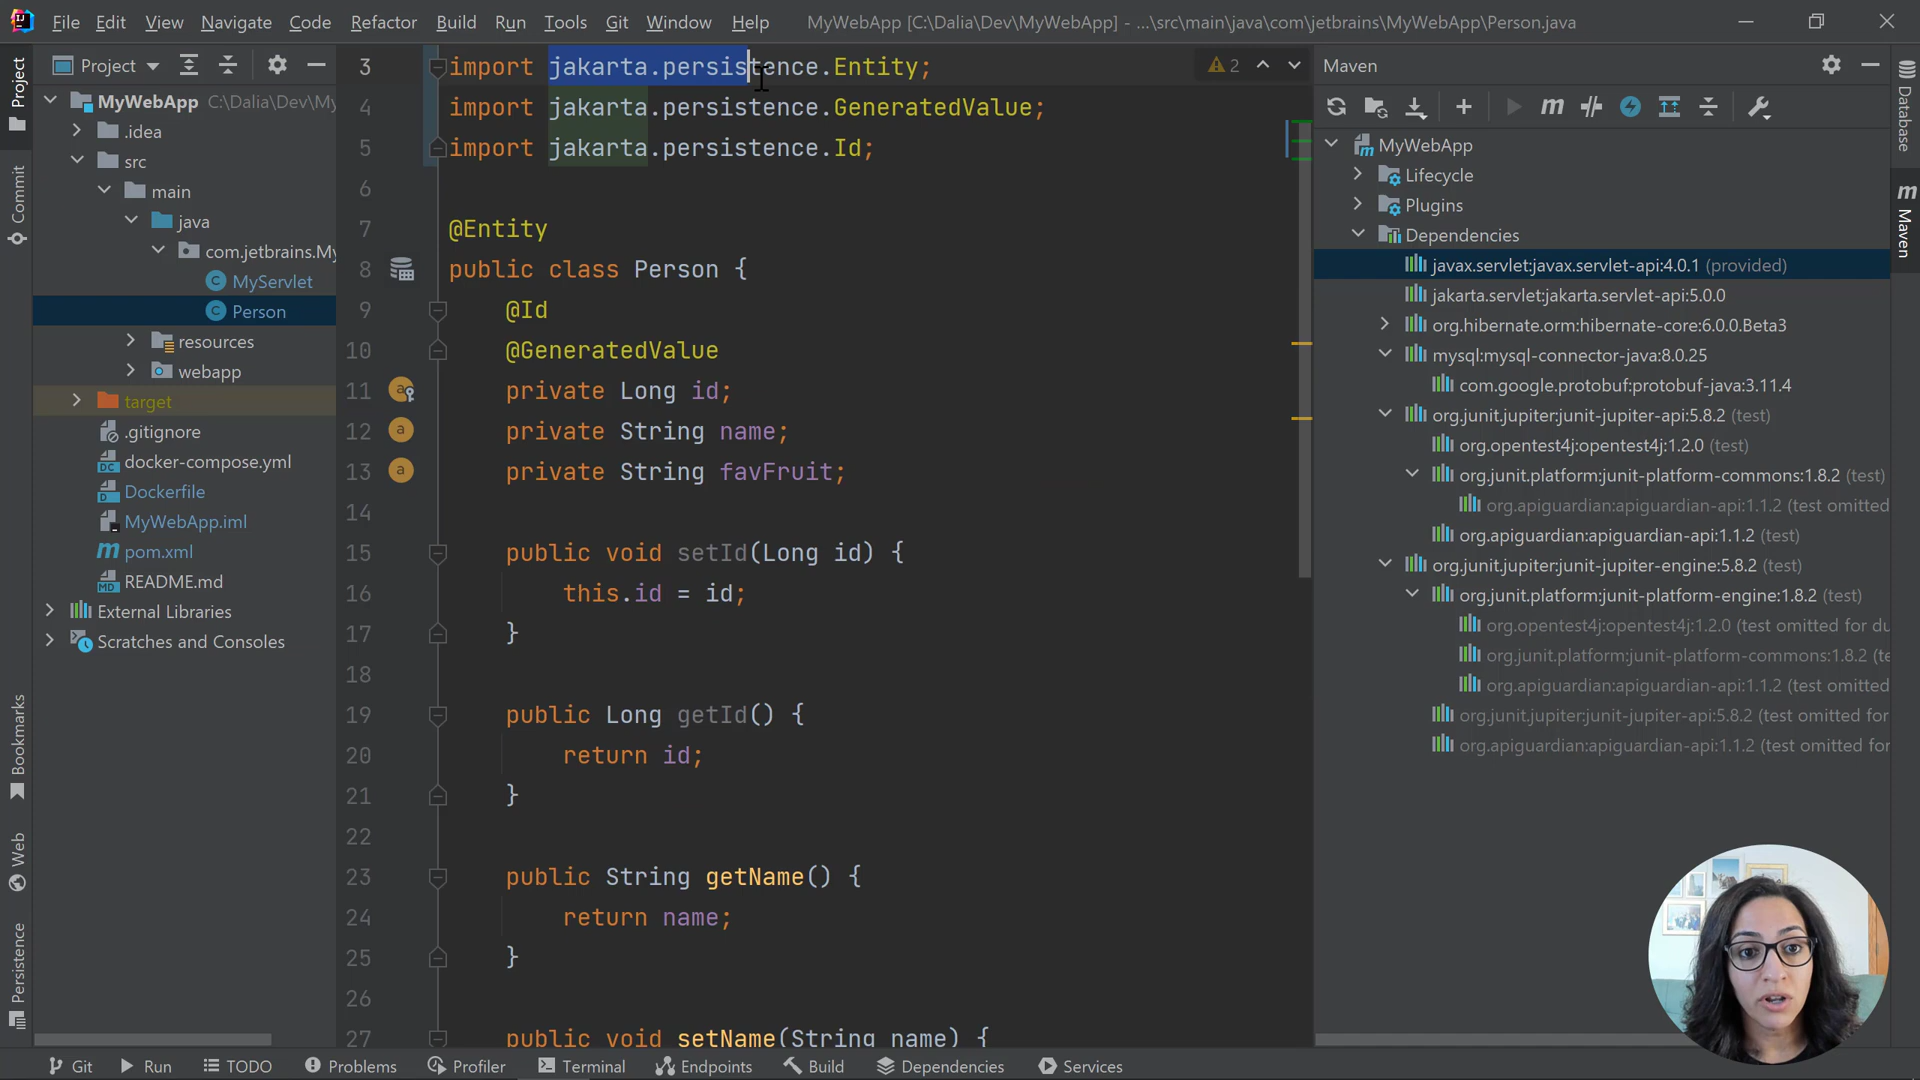 File Edit View Navigate Code Refactor Build Run Tools Git Window Help MyWebApp [C:\Dalia\Dev\MyWebApp] - ...\src\main\java\com\jetbrains\MyWebApp\Person.java
Project
MyWebApp C:\Dalia\Dev\My
.idea
src
main
java
com.jetbrains.My
MyServlet
Person
resources
webapp
target
.gitignore
docker-compose.yml
Dockerfile
MyWebApp.iml
pom.xml
README.md
External Libraries
Scratches and Consoles
Project
Commit
Bookmarks
Web
Persistence
2
3 import jakarta.persistence.Entity;
4 import jakarta.persistence.GeneratedValue;
5 import jakarta.persistence.Id;
6
7 @Entity
8 public class Person {
9 @Id
10 @GeneratedValue
11 private Long id;
12 private String name;
13 private String favFruit;
14
15 public void setId(Long id) {
16 this.id = id;
17 }
18
19 public Long getId() {
20 return id;
21 }
22
23 public String getName() {
24 return name;
25 }
26
27 public void setName(String name) {
Maven
MyWebApp
Lifecycle
Plugins
Dependencies
javax.servlet:javax.servlet-api:4.0.1 (provided)
jakarta.servlet:jakarta.servlet-api:5.0.0
org.hibernate.orm:hibernate-core:6.0.0.Beta3
mysql:mysql-connector-java:8.0.25
com.google.protobuf:protobuf-java:3.11.4
org.junit.jupiter:junit-jupiter-api:5.8.2 (test)
org.opentest4j:opentest4j:1.2.0 (test)
org.junit.platform:junit-platform-commons:1.8.2 (test)
org.apiguardian:apiguardian-api:1.1.2 (test omitted
org.apiguardian:apiguardian-api:1.1.2 (test)
org.junit.jupiter:junit-jupiter-engine:5.8.2 (test)
org.junit.platform:junit-platform-engine:1.8.2 (test)
org.opentest4j:opentest4j:1.2.0 (test omitted for du
org.junit.platform:junit-platform-commons:1.8.2 (te
org.apiguardian:apiguardian-api:1.1.2 (test omitted
org.junit.jupiter:junit-jupiter-api:5.8.2 (test omitted for
org.apiguardian:apiguardian-api:1.1.2 (test omitted for
Database
Maven
Git Run TODO Problems Profiler Terminal Endpoints Build Dependencies Services